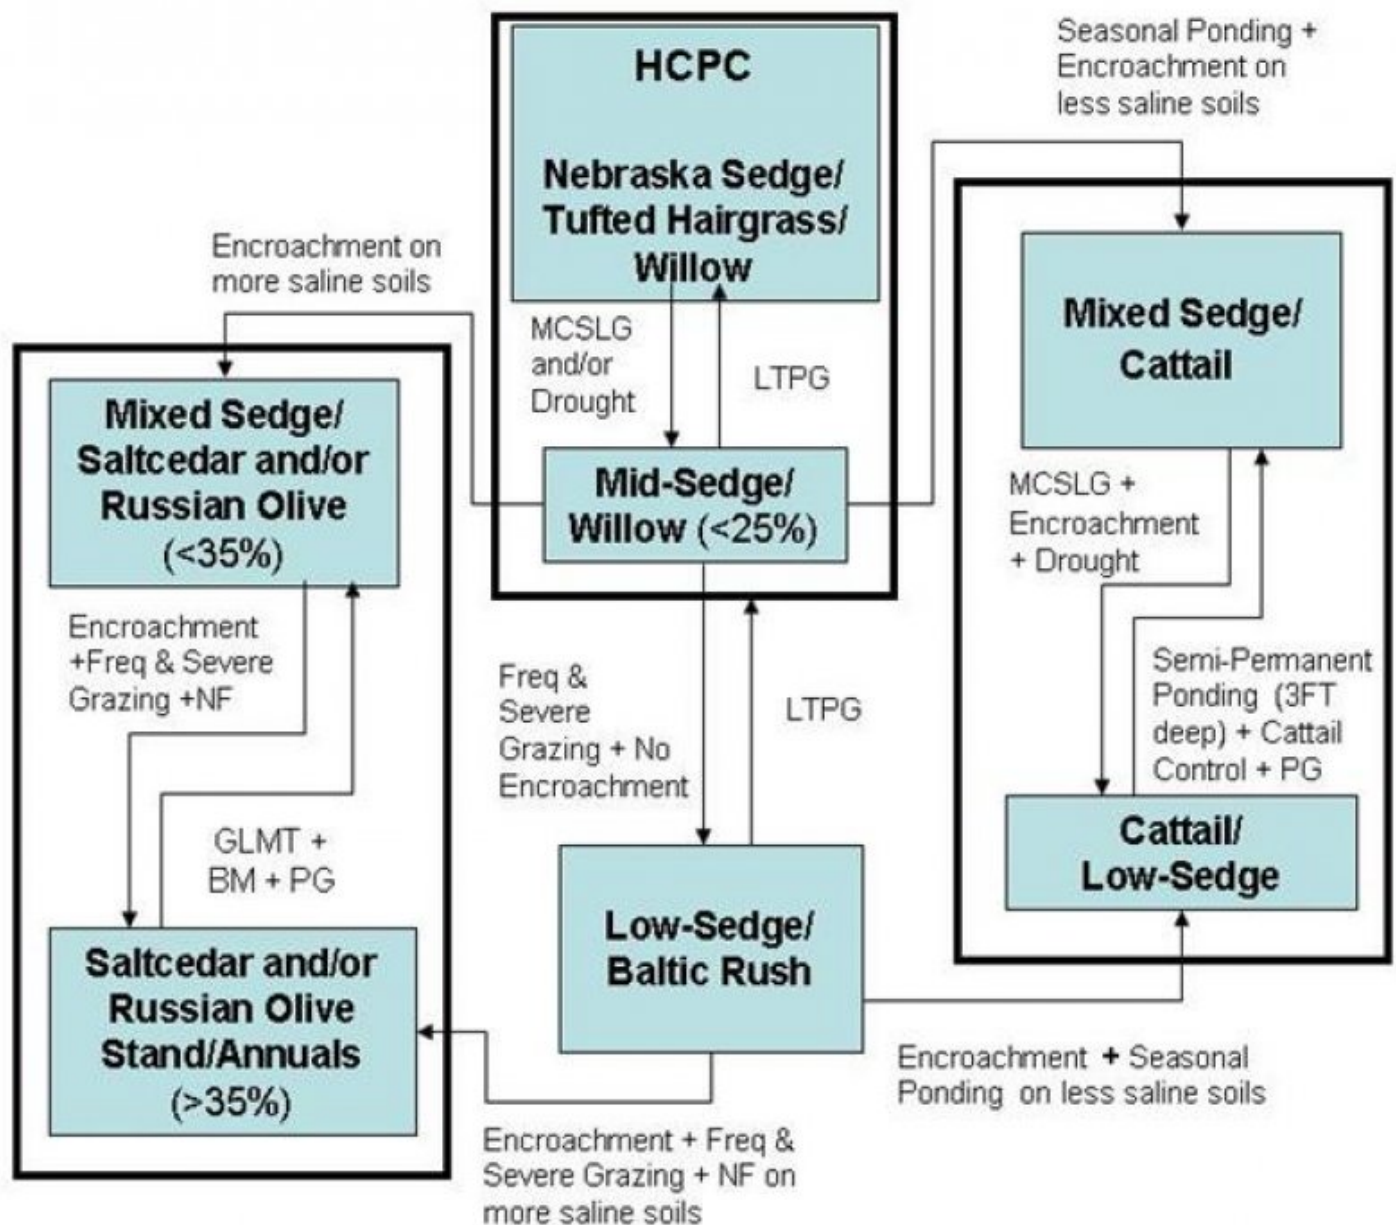 HCPC
Nebraska Sedge/
Tufted Hairgrass/
Willow
Seasonal Ponding +
Encroachment on
less saline soils
Encroachment on
more saline soils
MCSLG
and/or
Drought
LTPG
Mixed Sedge/
Cattail
Mixed Sedge/
Saltcedar and/or
Russian Olive
(<35%)
Mid-Sedge/
Willow (<25%)
MCSLG +
Encroachment
+ Drought
Encroachment
+Freq & Severe
Grazing +NF
Freq &
Severe
Grazing + No
Encroachment
LTPG
Semi-Permanent
Ponding (3FT
deep) + Cattail
Control + PG
GLMT +
BM + PG
Cattail/
Low-Sedge
Saltcedar and/or
Russian Olive
Stand/Annuals
(>35%)
Low-Sedge/
Baltic Rush
Encroachment + Seasonal
Ponding on less saline soils
Encroachment + Freq &
Severe Grazing + NF on
more saline soils